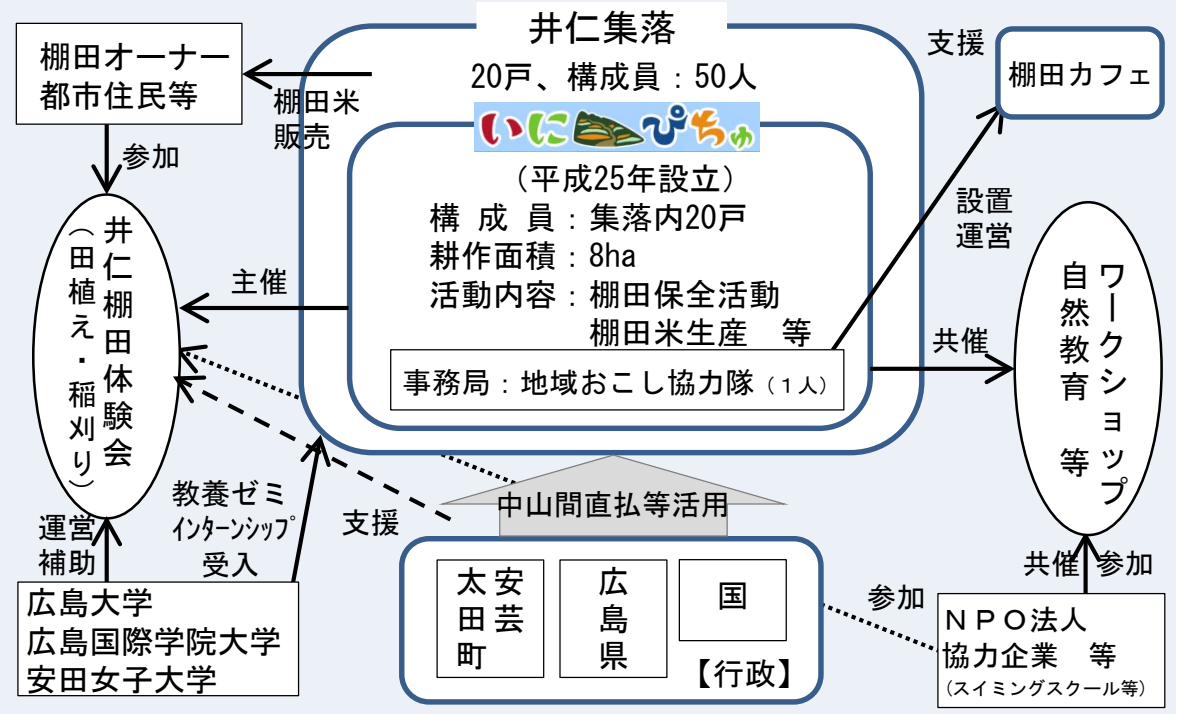 井仁集落
20戸、構成員：50人
いにぴちゅ
（平成25年設立）
構成員：集落内20戸
耕作面積：8ha
活動内容：棚田保全活動
棚田米生産　等
事務局：地域おこし協力隊（１人）
棚田オーナー
都市住民等
棚田米
販売
参加
井仁棚田体験会
（田植え・稲刈り）
主催
支援
棚田カフェ
設置
運営
共催
ワークショップ
自然教育　等
教養ゼミ
ｲﾝﾀｰﾝｼｯﾌﾟ
受入
運営
補助
支援
広島大学
広島国際学院大学
安田女子大学
中山間直払等活用
安芸
太田町
広島県
国
【行政】
参加
共催
参加
ＮＰＯ法人
協力企業　等
（スイミングスクール等）